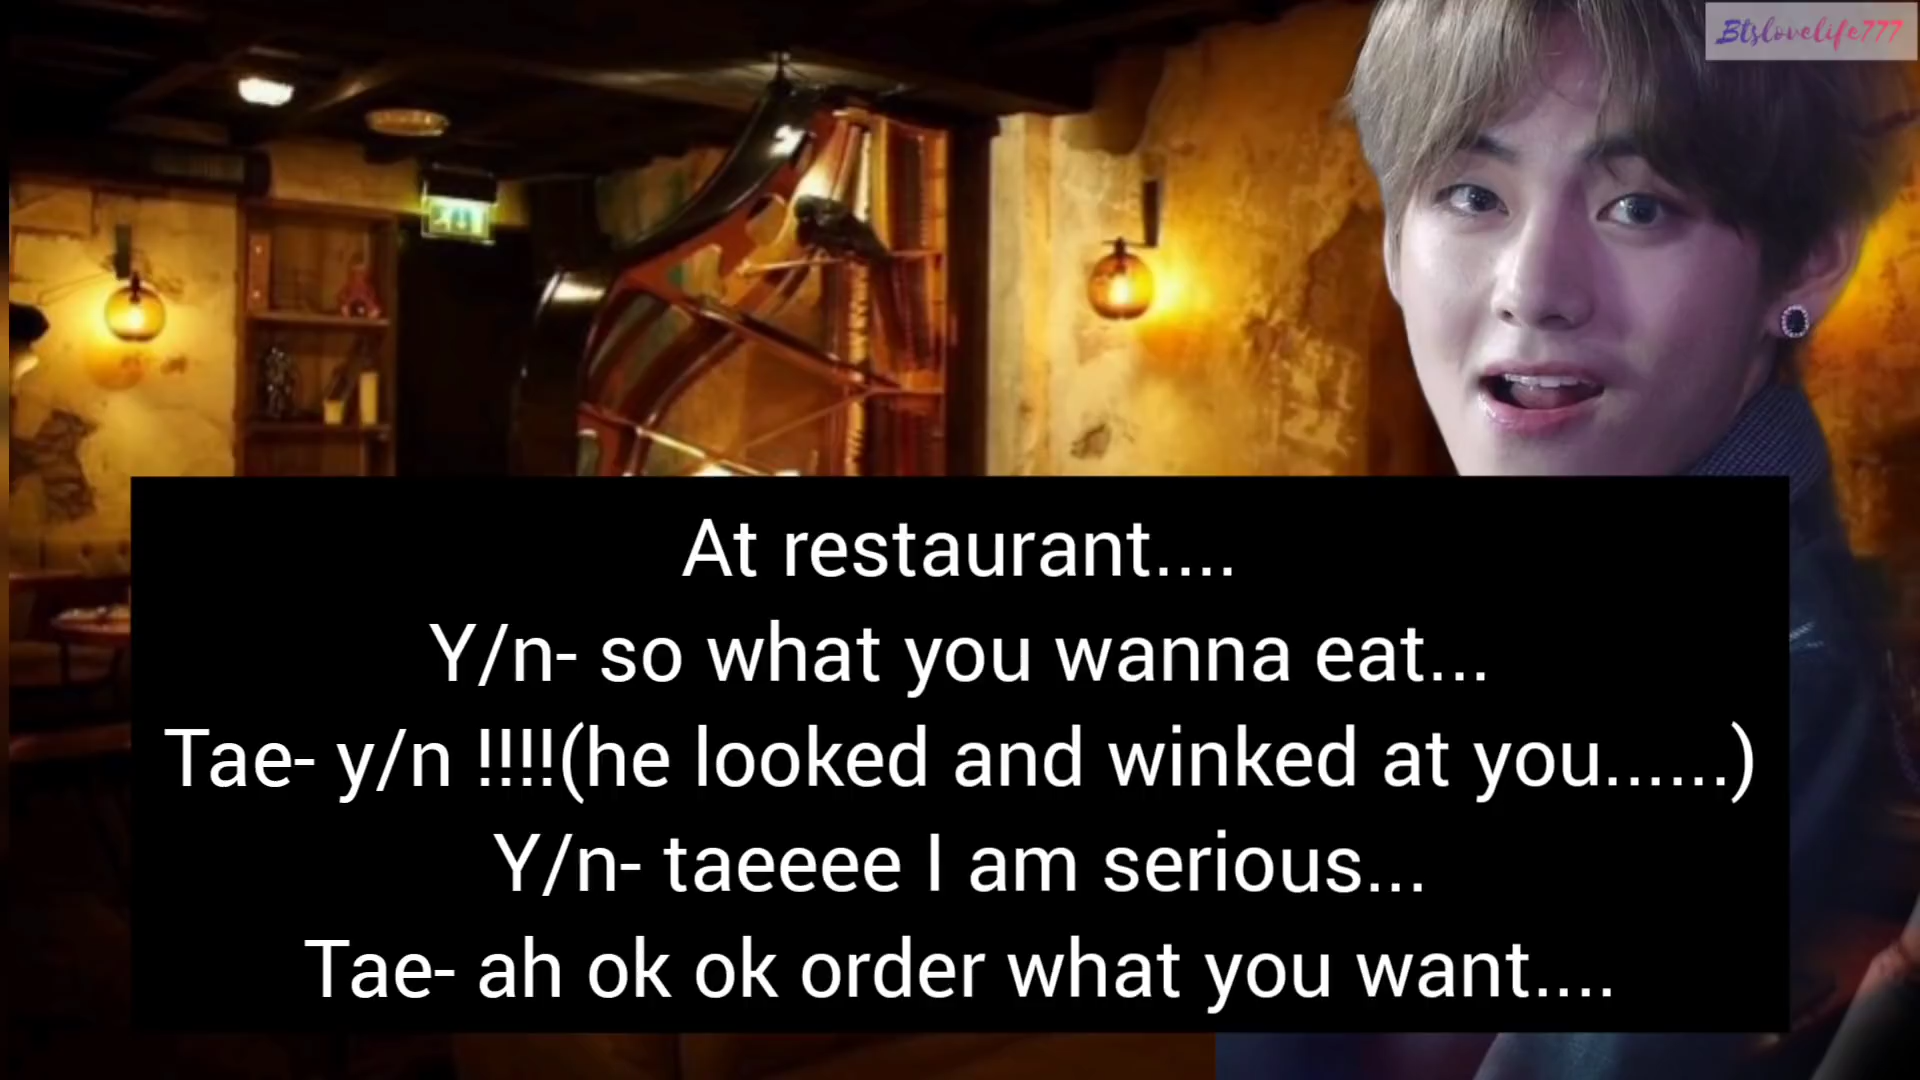 Btslovelife777
At restaurant....
Y/n- so what you wanna eat...
Tae- y/n !!!!(he looked and winked at you......)
Y/n- taeeee I am serious...
Tae- ah ok ok order what you want....